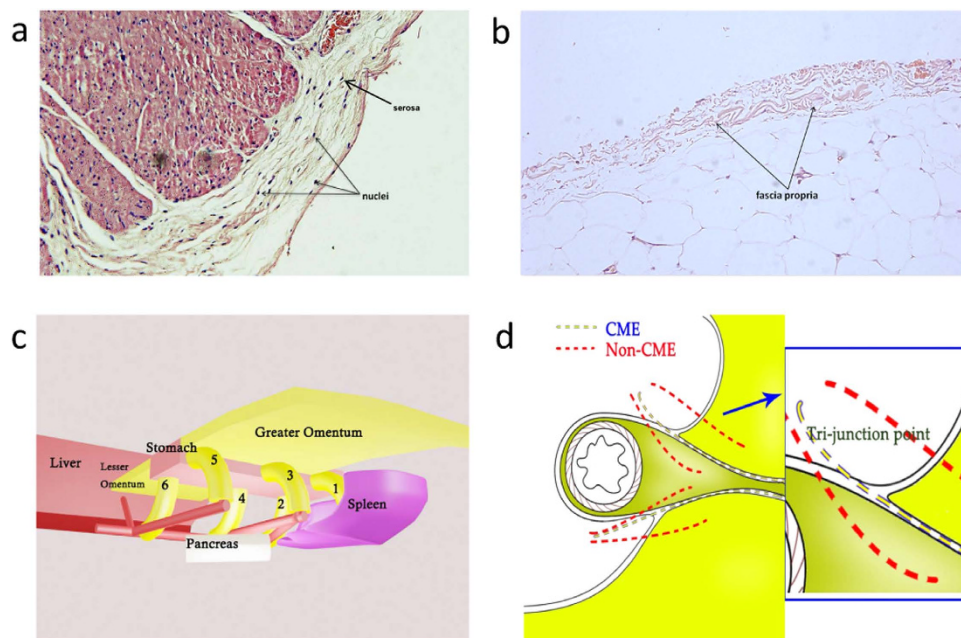 a
serosa
nuclei
b
fascia propria
c
Greater Omentum
Stomach
Liver
Lesser
Omentum
5
3
1
6
4
2
Spleen
Pancreas
d
CME
Non-CME
Tri-junction point